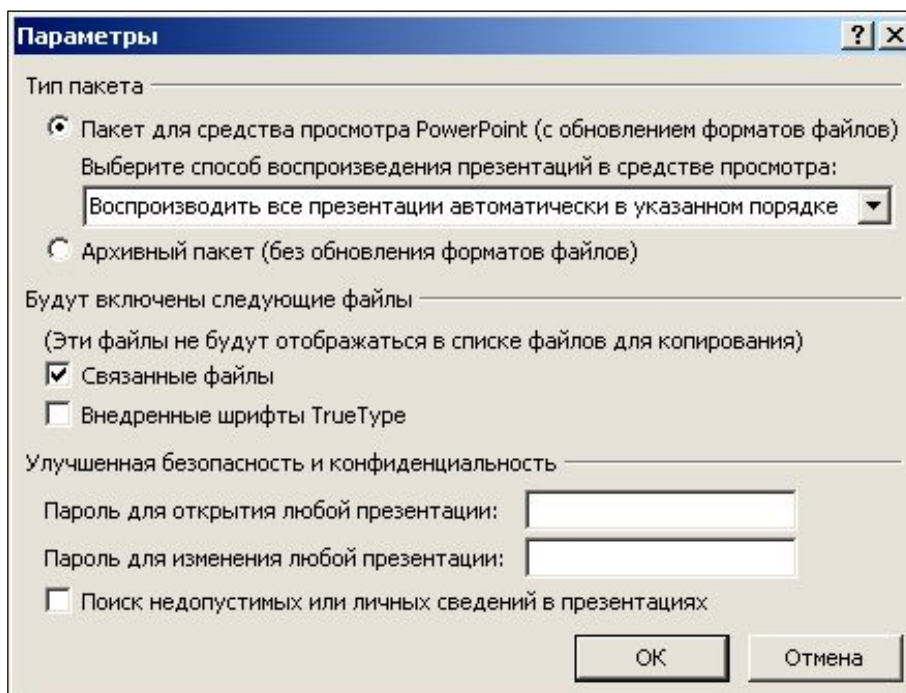 Параметры
Тип пакета
Пакет для средства просмотра PowerPoint (с обновлением форматов файлов)
Выберите способ воспроизведения презентаций в средстве просмотра:
Воспроизводить все презентации автоматически в указанном порядке
Архивный пакет (без обновления форматов файлов)
Будут включены следующие файлы
(Эти файлы не будут отображаться в списке файлов для копирования)
Связанные файлы
Внедренные шрифты TrueType
Улучшенная безопасность и конфиденциальность
Пароль для открытия любой презентации:
Пароль для изменения любой презентации:
Поиск недопустимых или личных сведений в презентациях
ОК Отмена